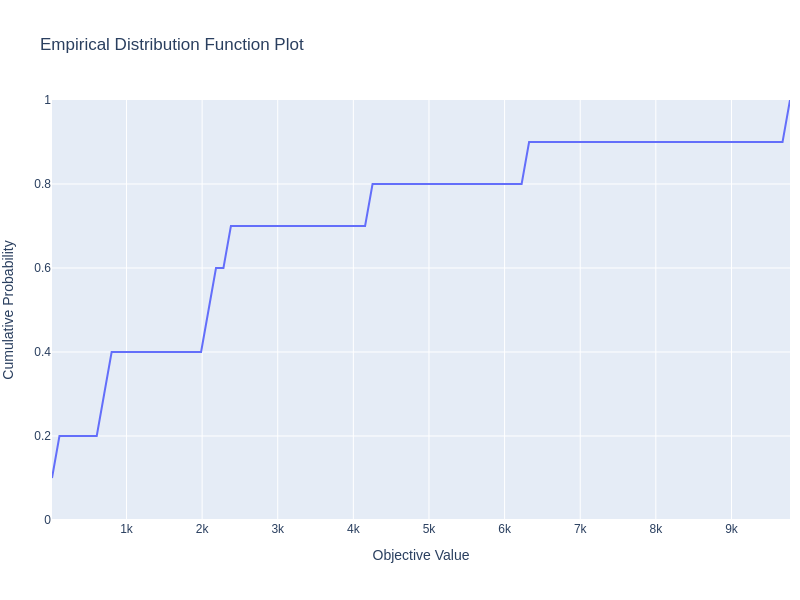 Empirical Distribution Function Plot
1
0.8
0.6
0.4
0.2
0
Cumulative Probability
1k 2k 3k 4k 5k 6k 7k 8k 9k
Objective Value